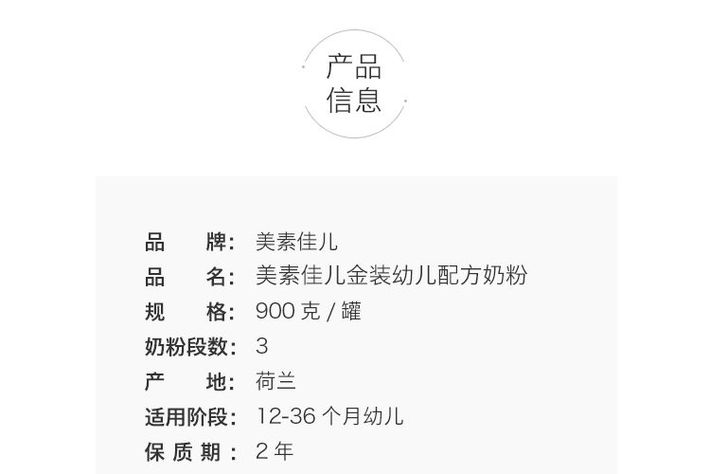 产品
信息
品 牌： 美素佳儿
品 名： 美素佳儿金装幼儿配方奶粉
规 格： 900 克 / 罐
奶粉段数： 3
产 地： 荷兰
适用阶段： 12-36 个月幼儿
保 质 期 ： 2 年